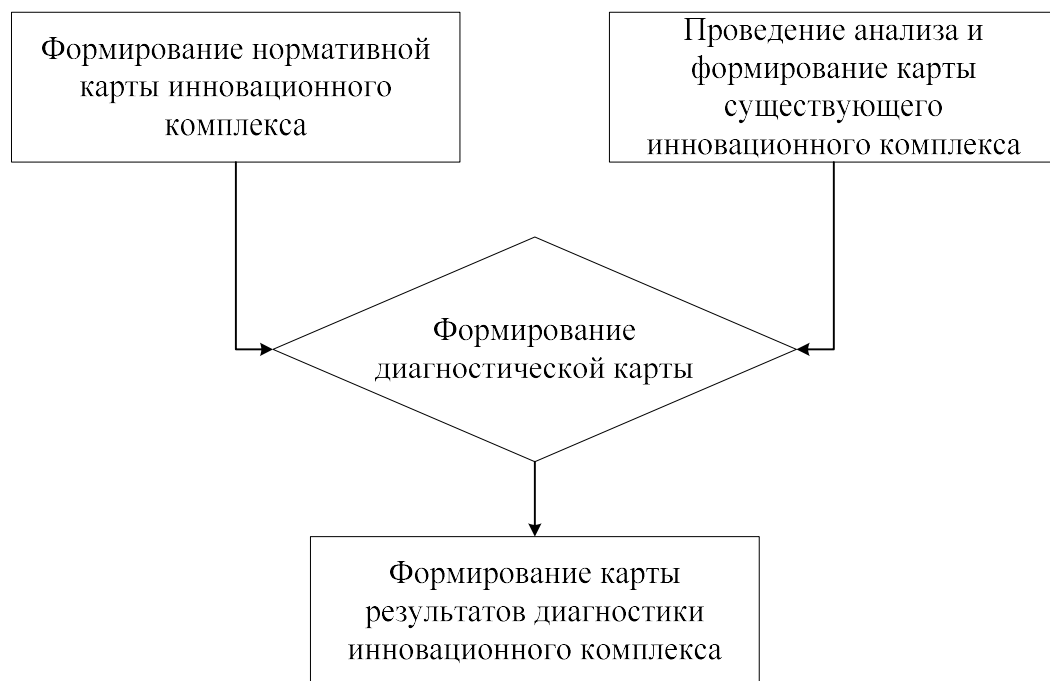 Формирование нормативной
карты инновационного
комплекса
Проведение анализа и
формирование карты
существующего
инновационного комплекса
Формирование
диагностической карты
Формирование карты
результатов диагностики
инновационного комплекса